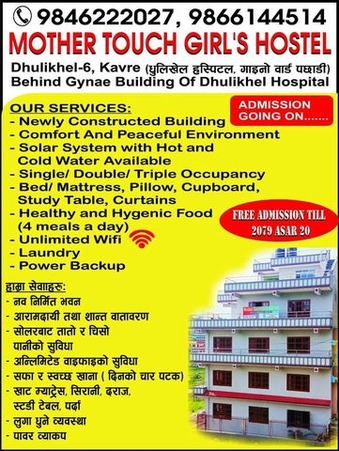 9846222027, 9866144514
MOTHER TOUCH GIRL'S HOSTEL
Dhulikhel-6, Kavre (धुलिखेल हस्पिटल, गाइनो वार्ड पछाडी)
Behind Gynae Building Of Dhulikhel Hospital
OUR SERVICES:
ADMISSION
GOING ON.......
- Newly Constructed Building
- Comfort And Peaceful Environment
- Solar System with Hot and
Cold Water Available
- Single/ Double/ Triple Occupancy
- Bed/ Mattress, Pillow, Cupboard,
Study Table, Curtains
- Healthy and Hygenic Food
(4 meals a day)
- Unlimited Wifi
- Laundry
- Power Backup
FREE ADMISSION TILL
2079 ASAR 20
हाम्रा सेवाहरु:
- नव निर्मित भवन
- आरामदायी तथा शान्त वातावरण
- सोलरबाट तातो र चिसो
पानीको सुविधा
- अन्लिमिटेड वाइफाइको सुविधा
- सफा र स्वच्छ खाना ( दिनको चार पटक)
- खाट म्याट्रेस, सिरानी, दराज,
स्टडी टेबल, पर्दा
- लुगा धुने व्यवस्था
- पावर ब्याकप